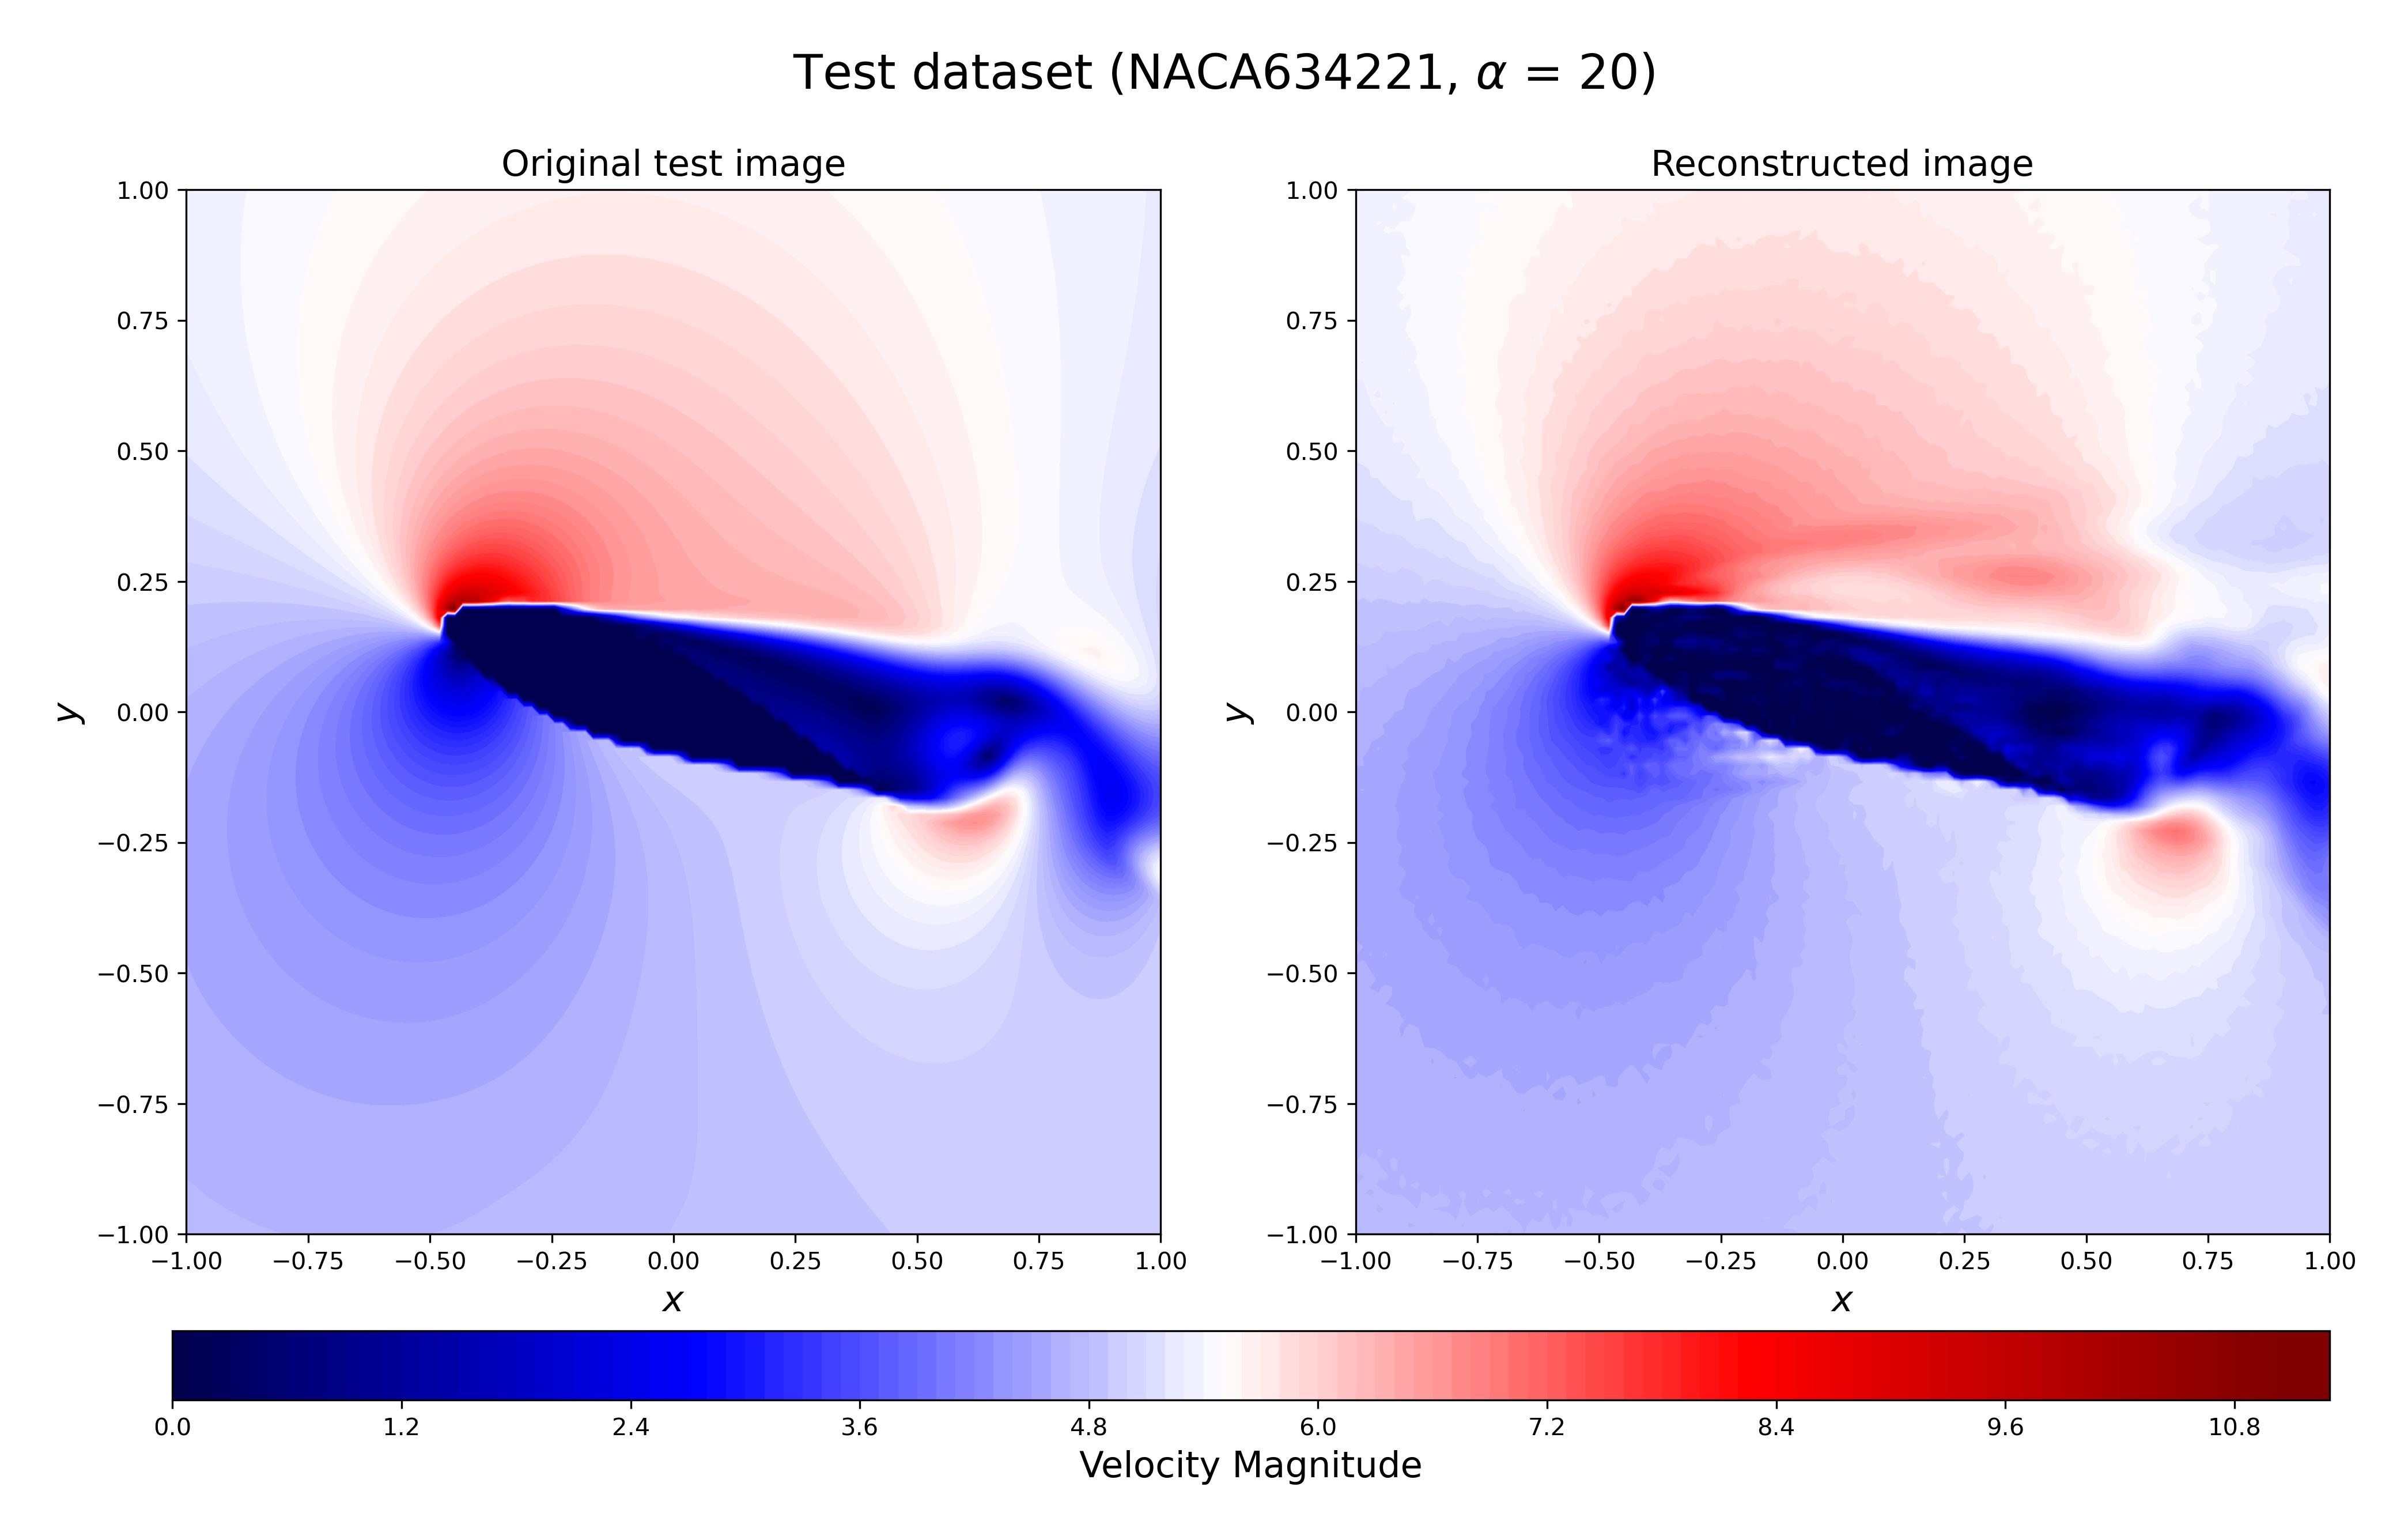 Test dataset (NACA634221, α = 20)
Original test image
Reconstructed image
1.00
0.75
0.50
0.25
0.00
−0.25
−0.50
−0.75
−1.00
y
−1.00 −0.75 −0.50 −0.25 0.00 0.25 0.50 0.75 1.00
x
1.00
0.75
0.50
0.25
0.00
−0.25
−0.50
−0.75
−1.00
y
−1.00 −0.75 −0.50 −0.25 0.00 0.25 0.50 0.75 1.00
x
0.0 1.2 2.4 3.6 4.8 6.0 7.2 8.4 9.6 10.8
Velocity Magnitude